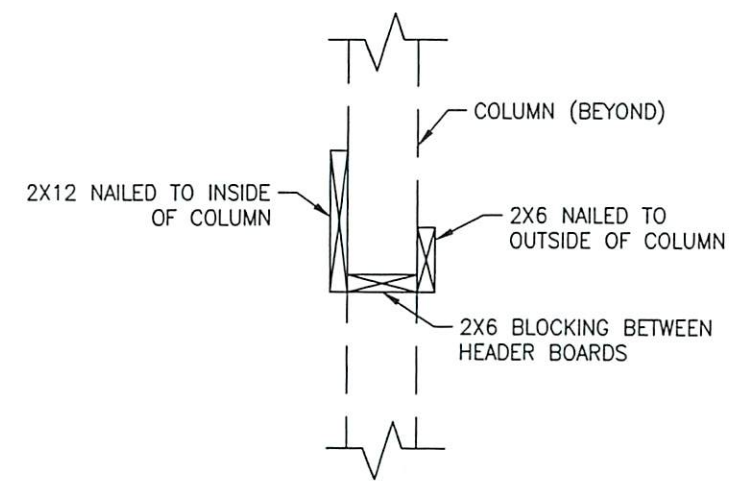 COLUMN (BEYOND)
2X12 NAILED TO INSIDE
OF COLUMN
2X6 NAILED TO
OUTSIDE OF COLUMN
2X6 BLOCKING BETWEEN
HEADER BOARDS